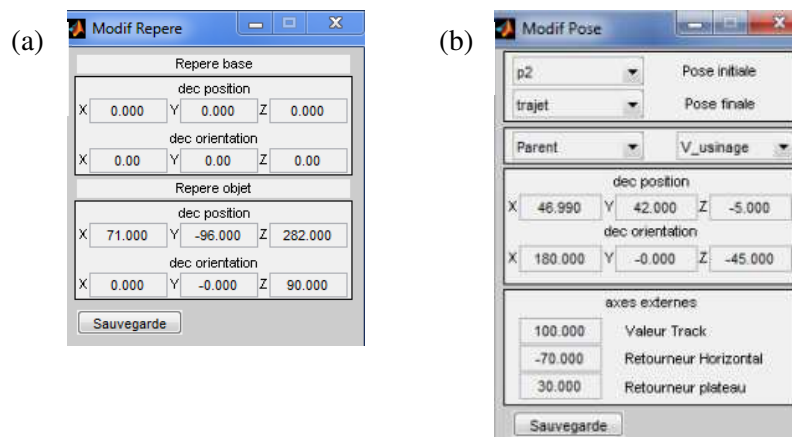 (a)
Modif Repere
Repere base
dec position
X 0.000 Y 0.000 Z 0.000
dec orientation
X 0.00 Y 0.00 Z 0.00
Repere objet
dec position
X 71.000 Y -96.000 Z 282.000
dec orientation
X 0.000 Y -0.000 Z 90.000
Sauvegarde
(b)
Modif Pose
p2 Pose initiale
trajet Pose finale
Parent V_usinage
dec position
X 46.990 Y 42.000 Z -5.000
dec orientation
X 180.000 Y -0.000 Z -45.000
axes externes
100.000 Valeur Track
-70.000 Retourneur Horizontal
30.000 Retourneur plateau
Sauvegarde